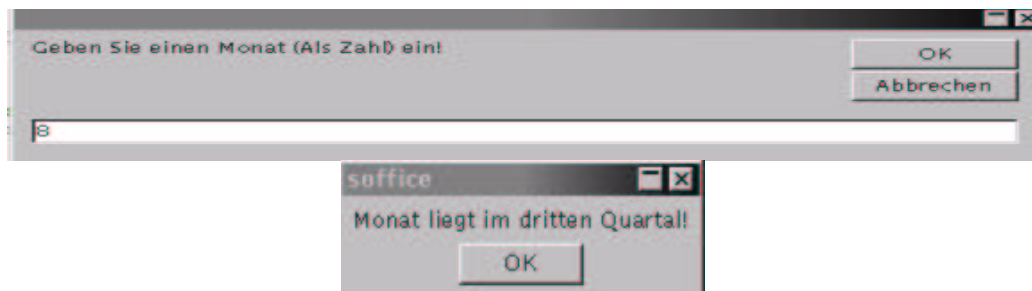 Geben Sie einen Monat (Als Zahl) ein!
OK
Abbrechen
8
soffice
Monat liegt im dritten Quartal!
OK